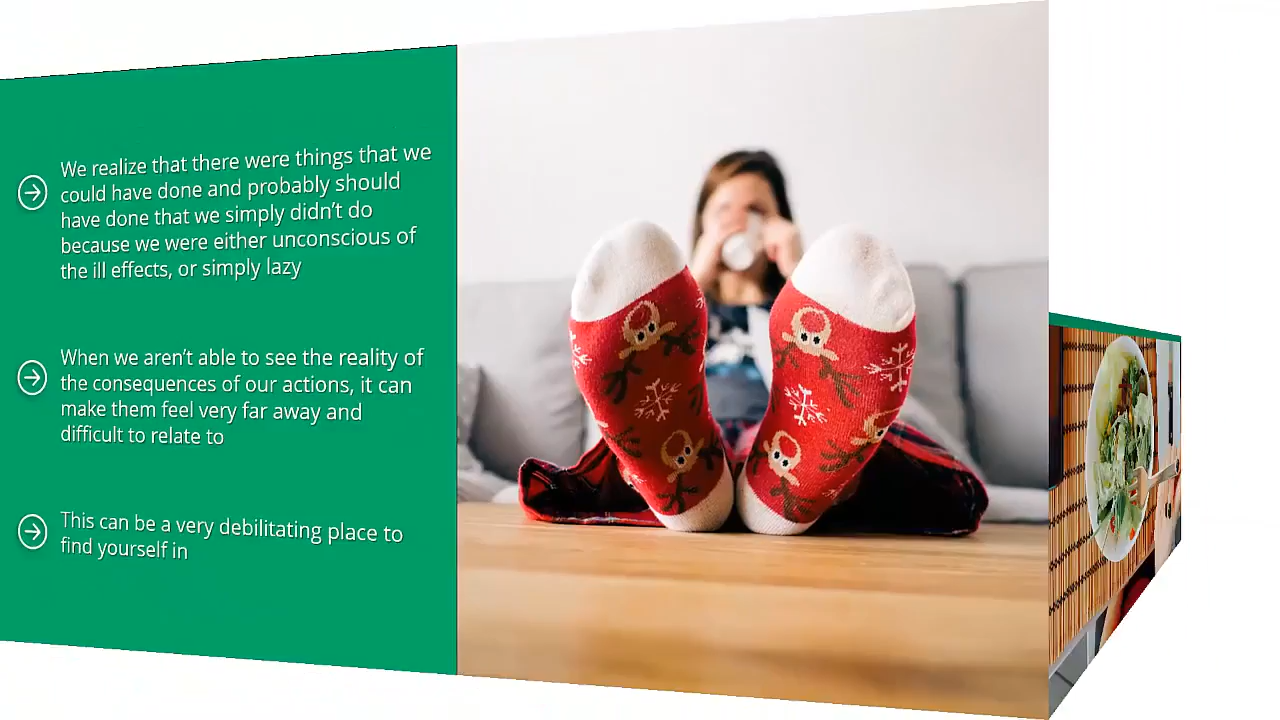 We realize that there were things that we
could have done and probably should
have done that we simply didn't do
because we were either unconscious of
the ill effects, or simply lazy
When we aren't able to see the reality of
the consequences of our actions, it can
make them feel very far away and
difficult to relate to
This can be a very debilitating place to
find yourself in